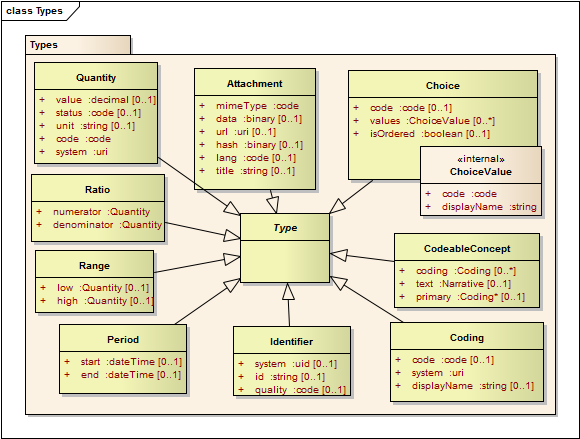 class Types
Types
Quantity
+ value :decimal [0..1]
+ status :code [0..1]
+ unit :string [0..1]
+ code :code
+ system :uri
Attachment
+ mimeType :code
+ data :binary [0..1]
+ url :uri [0..1]
+ hash :binary [0..1]
+ lang :code [0..1]
+ title :string [0..1]
Choice
+ code :code [0..1]
+ values :ChoiceValue [0..*]
+ isOrdered :boolean [0..1]
«internal»
ChoiceValue
+ code :code
+ displayName :string
Ratio
+ numerator :Quantity
+ denominator :Quantity
Type
Range
+ low :Quantity [0..1]
+ high :Quantity [0..1]
CodeableConcept
+ coding :Coding [0..*]
+ text :Narrative [0..1]
+ primary :Coding* [0..1]
Period
+ start :dateTime [0..1]
+ end :dateTime [0..1]
Identifier
+ system :uid [0..1]
+ id :string [0..1]
+ quality :code [0..1]
Coding
+ code :code [0..1]
+ system :uri
+ displayName :string [0..1]